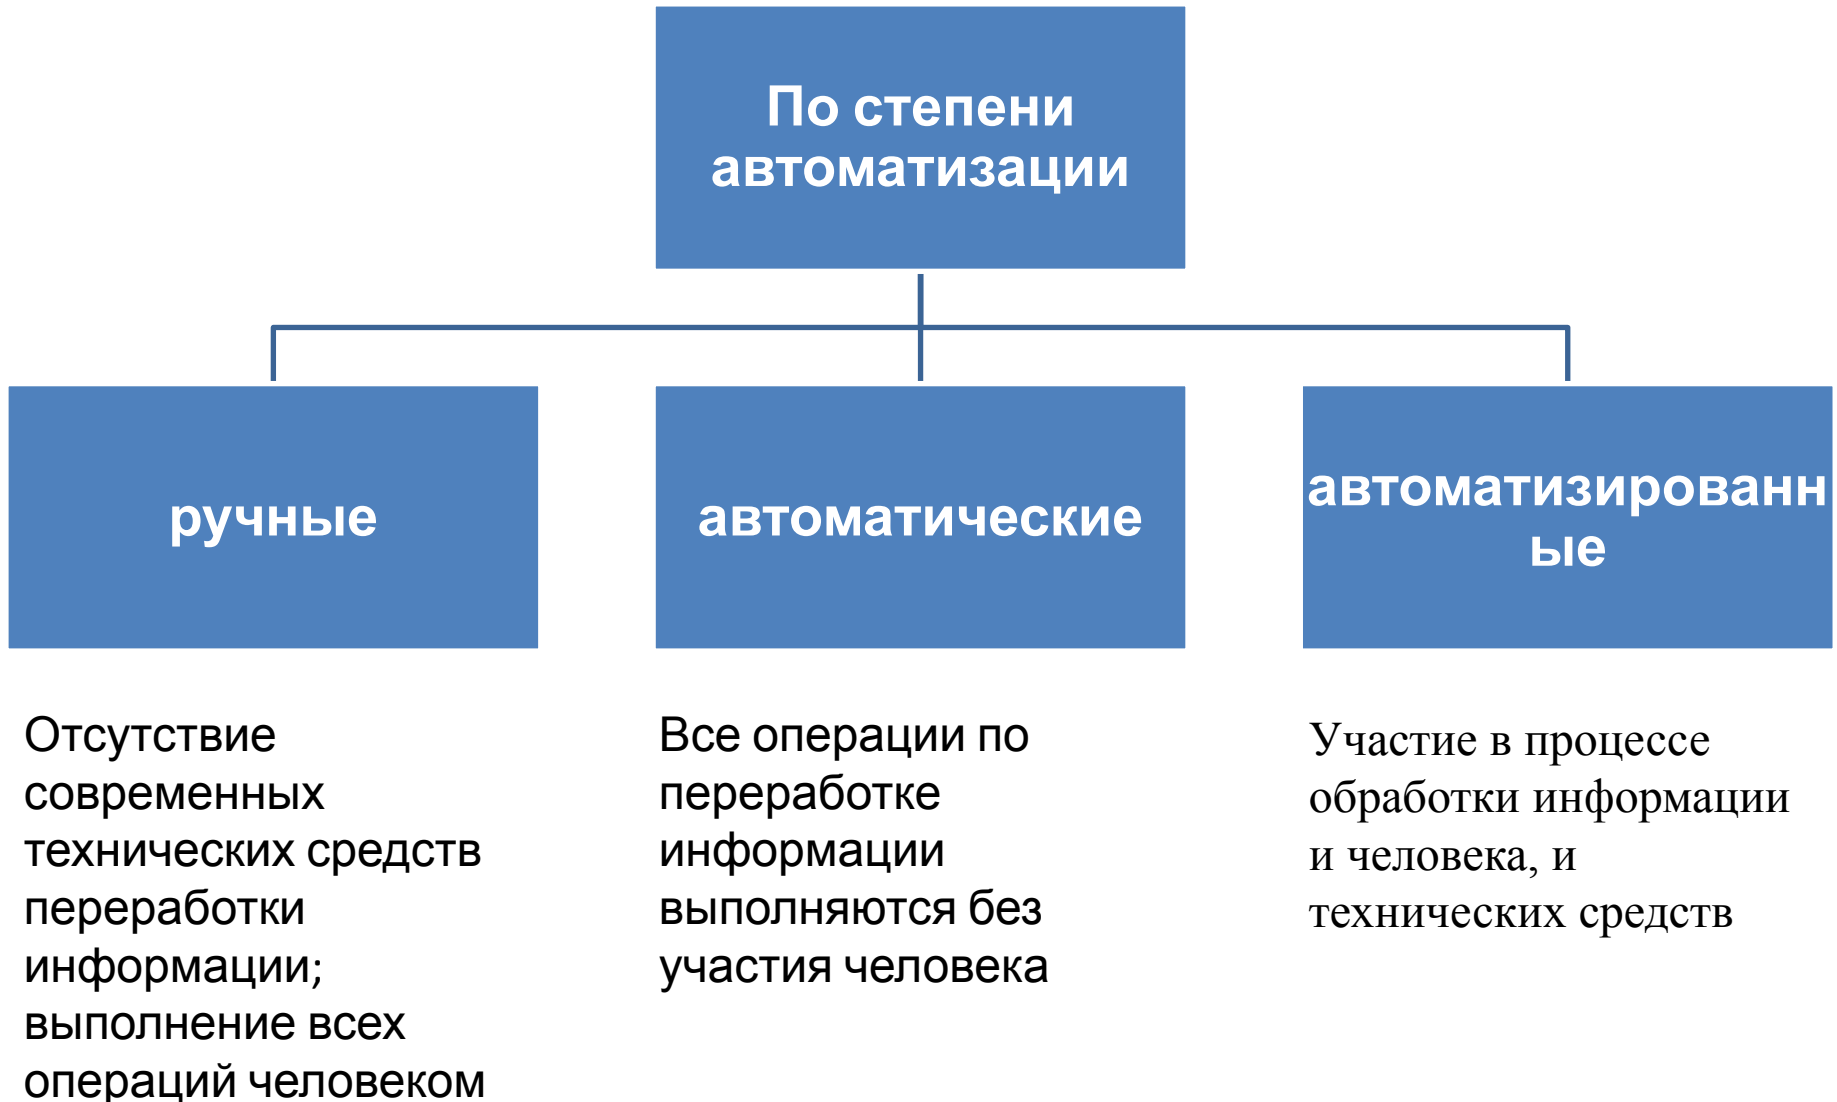 По степени
автоматизации
ручные
автоматические
автоматизированн
ые
Отсутствие
современных
технических средств
переработки
информации;
выполнение всех
операций человеком
Все операции по
переработке
информации
выполняются без
участия человека
Участие в процессе
обработки информации
и человека, и
технических средств